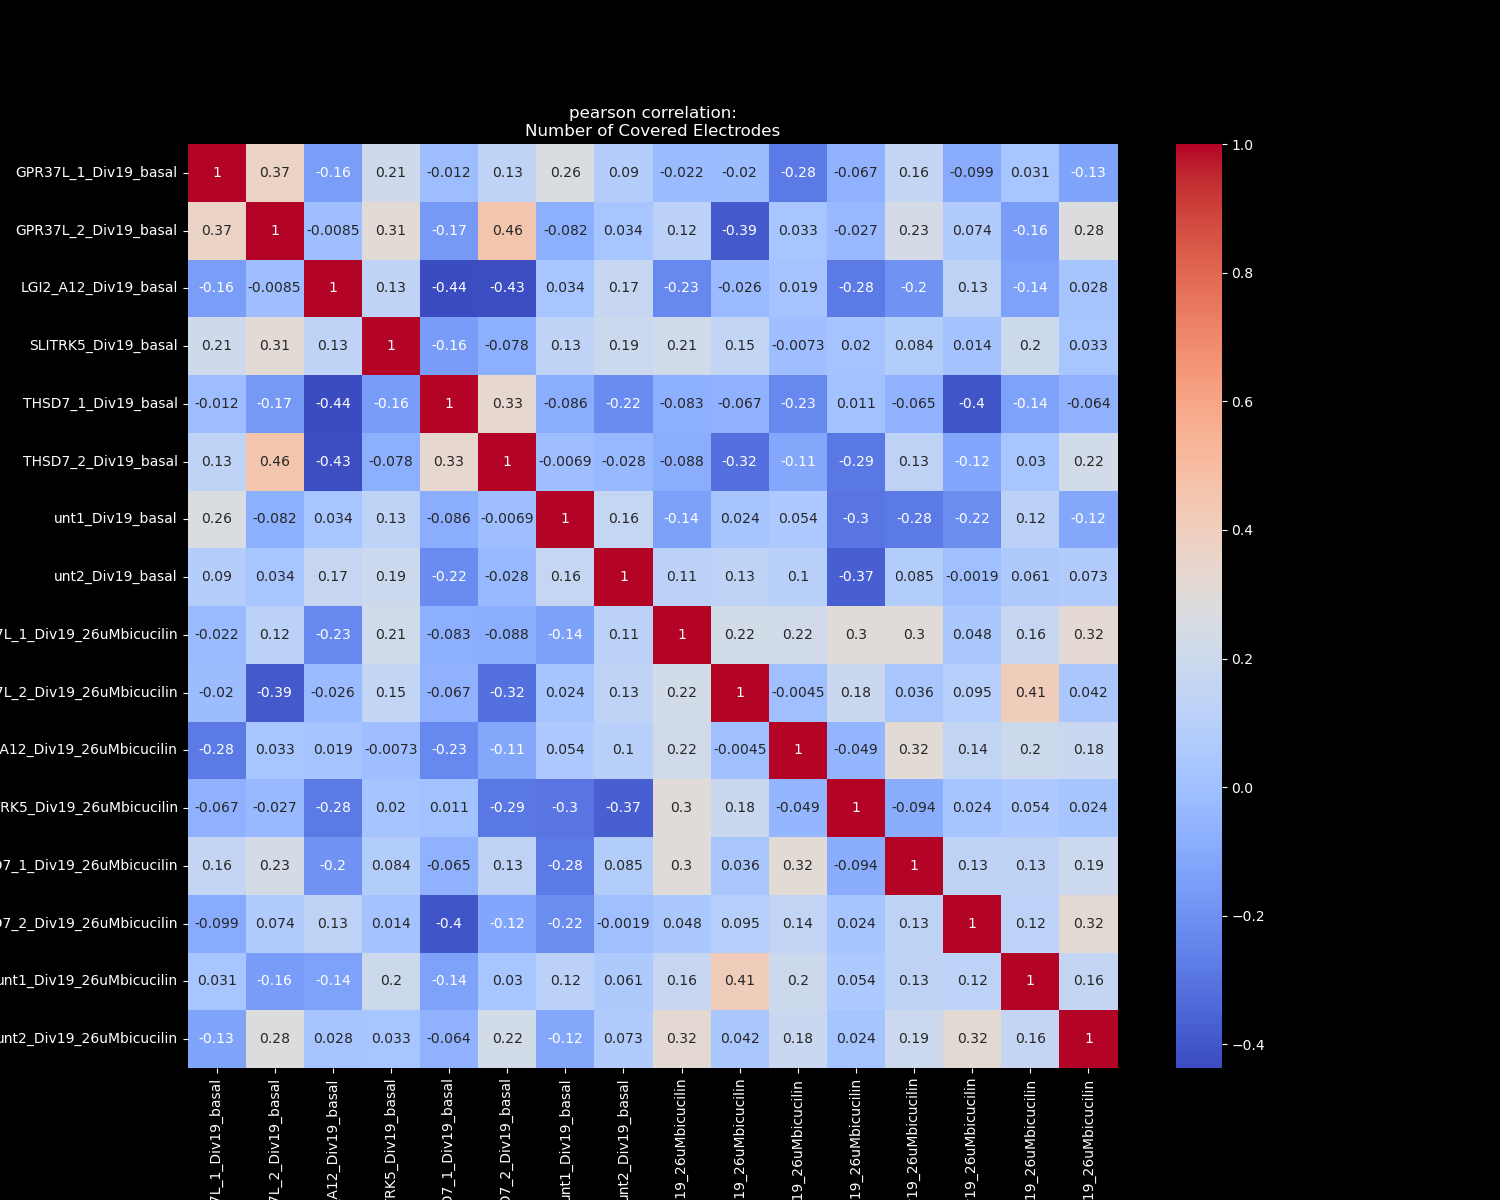 pearson correlation:
Number of Covered Electrodes
GPR37L_1_Div19_basal 1 0.37 -0.16 0.21 -0.012 0.13 0.26 0.09 -0.022 -0.02 -0.28 -0.067 0.16 -0.099 0.031 -0.13
GPR37L_2_Div19_basal 0.37 1 -0.0085 0.31 -0.17 0.46 -0.082 0.034 0.12 -0.39 0.033 -0.027 0.23 0.074 -0.16 0.28
LGI2_A12_Div19_basal -0.16 -0.0085 1 0.13 -0.44 -0.43 0.034 0.17 -0.23 -0.026 0.019 -0.28 -0.2 0.13 -0.14 0.028
SLITRK5_Div19_basal 0.21 0.31 0.13 1 -0.16 -0.078 0.13 0.19 0.21 0.15 -0.0073 0.02 0.084 0.014 0.2 0.033
THSD7_1_Div19_basal -0.012 -0.17 -0.44 -0.16 1 0.33 -0.086 -0.22 -0.083 -0.067 -0.23 0.011 -0.065 -0.4 -0.14 -0.064
THSD7_2_Div19_basal 0.13 0.46 -0.43 -0.078 0.33 1 -0.0069 -0.028 -0.088 -0.32 -0.11 -0.29 0.13 -0.12 0.03 0.22
unt1_Div19_basal 0.26 -0.082 0.034 0.13 -0.086 -0.0069 1 0.16 -0.14 0.024 0.054 -0.3 -0.28 -0.22 0.12 -0.12
unt2_Div19_basal 0.09 0.034 0.17 0.19 -0.22 -0.028 0.16 1 0.11 0.13 0.1 -0.37 0.085 -0.0019 0.061 0.073
7L_1_Div19_26uMbicucilin -0.022 0.12 -0.23 0.21 -0.083 -0.088 -0.14 0.11 1 0.22 0.22 0.3 0.3 0.048 0.16 0.32
7L_2_Div19_26uMbicucilin -0.02 -0.39 -0.026 0.15 -0.067 -0.32 0.024 0.13 0.22 1 -0.0045 0.18 0.036 0.095 0.41 0.042
A12_Div19_26uMbicucilin -0.28 0.033 0.019 -0.0073 -0.23 -0.11 0.054 0.1 0.22 -0.0045 1 -0.049 0.32 0.14 0.2 0.18
RK5_Div19_26uMbicucilin -0.067 -0.027 -0.28 0.02 0.011 -0.29 -0.3 -0.37 0.3 0.18 -0.049 1 -0.094 0.024 0.054 0.024
D7_1_Div19_26uMbicucilin 0.16 0.23 -0.2 0.084 -0.065 0.13 -0.28 0.085 0.3 0.036 0.32 -0.094 1 0.13 0.13 0.19
D7_2_Div19_26uMbicucilin -0.099 0.074 0.13 0.014 -0.4 -0.12 -0.22 -0.0019 0.048 0.095 0.14 0.024 0.13 1 0.12 0.32
unt1_Div19_26uMbicucilin 0.031 -0.16 -0.14 0.2 -0.14 0.03 0.12 0.061 0.16 0.41 0.2 0.054 0.13 0.12 1 0.16
unt2_Div19_26uMbicucilin -0.13 0.28 0.028 0.033 -0.064 0.22 -0.12 0.073 0.32 0.042 0.18 0.024 0.19 0.32 0.16 1
7L_1_Div19_basal
7L_2_Div19_basal
_A12_Div19_basal
TRK5_Div19_basal
D7_1_Div19_basal
D7_2_Div19_basal
unt1_Div19_basal
unt2_Div19_basal
19_26uMbicucilin
19_26uMbicucilin
19_26uMbicucilin
19_26uMbicucilin
19_26uMbicucilin
19_26uMbicucilin
19_26uMbicucilin
19_26uMbicucilin
1.0
0.8
0.6
0.4
0.2
0.0
−0.2
−0.4